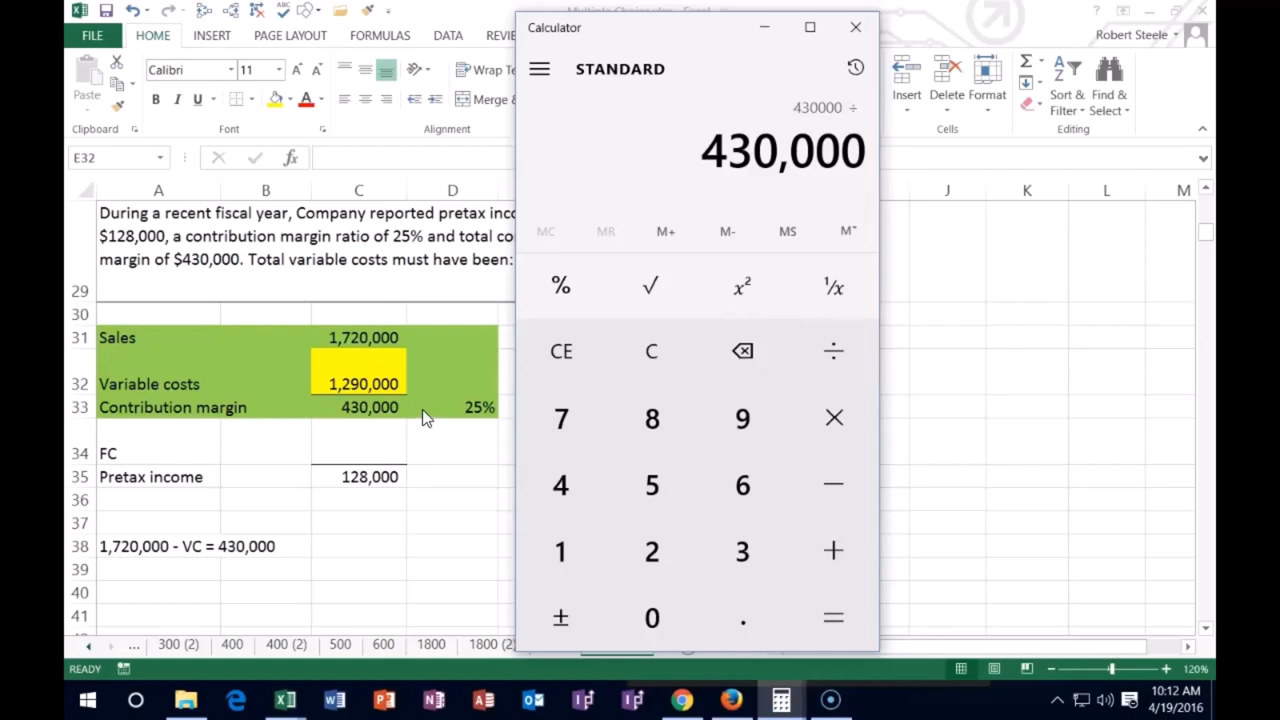 Calculator
FILE HOME INSERT PAGE LAYOUT FORMULAS DATA REVIE
Robert Steele
STANDARD
Calibri 11
Wrap Te
Paste
B I U A
Merge &
Insert Delete Format
Sort & Filter
Find & Select
Clipboard Font Alignment Cells Editing
430000 ÷
430,000
E32 fx
MC MR M+ M- MS M˅
A B C D J K L M
During a recent fiscal year, Company reported pretax inco
$128,000, a contribution margin ratio of 25% and total co
margin of $430,000. Total variable costs must have been:
29
30
31 Sales 1,720,000
32 Variable costs 1,290,000
33 Contribution margin 430,000 25%
34 FC
35 Pretax income 128,000
36
37
38 1,720,000 - VC = 430,000
39
40
41
% √ x² ¹/x
CE C ÷
7 8 9 ×
4 5 6 −
1 2 3 +
± 0 . =
... 300 (2) 400 400 (2) 500 600 1800 1800 (2)
READY 120%
10:12 AM
4/19/2016